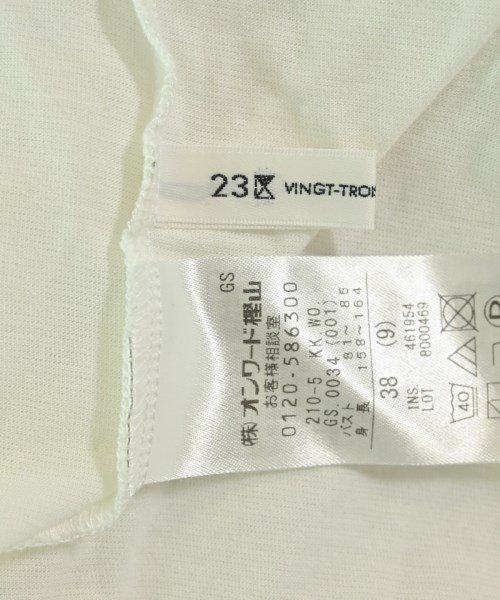 23区 VINGT-TROIS
GS
(株)オンワード樫山
お客様相談室
0120-586300
210-5 KK.WO.
GS.0034 (001)
バスト 81～85
身長 158～164
38 (9)
INS. 461954
LOT 8000469
40
P